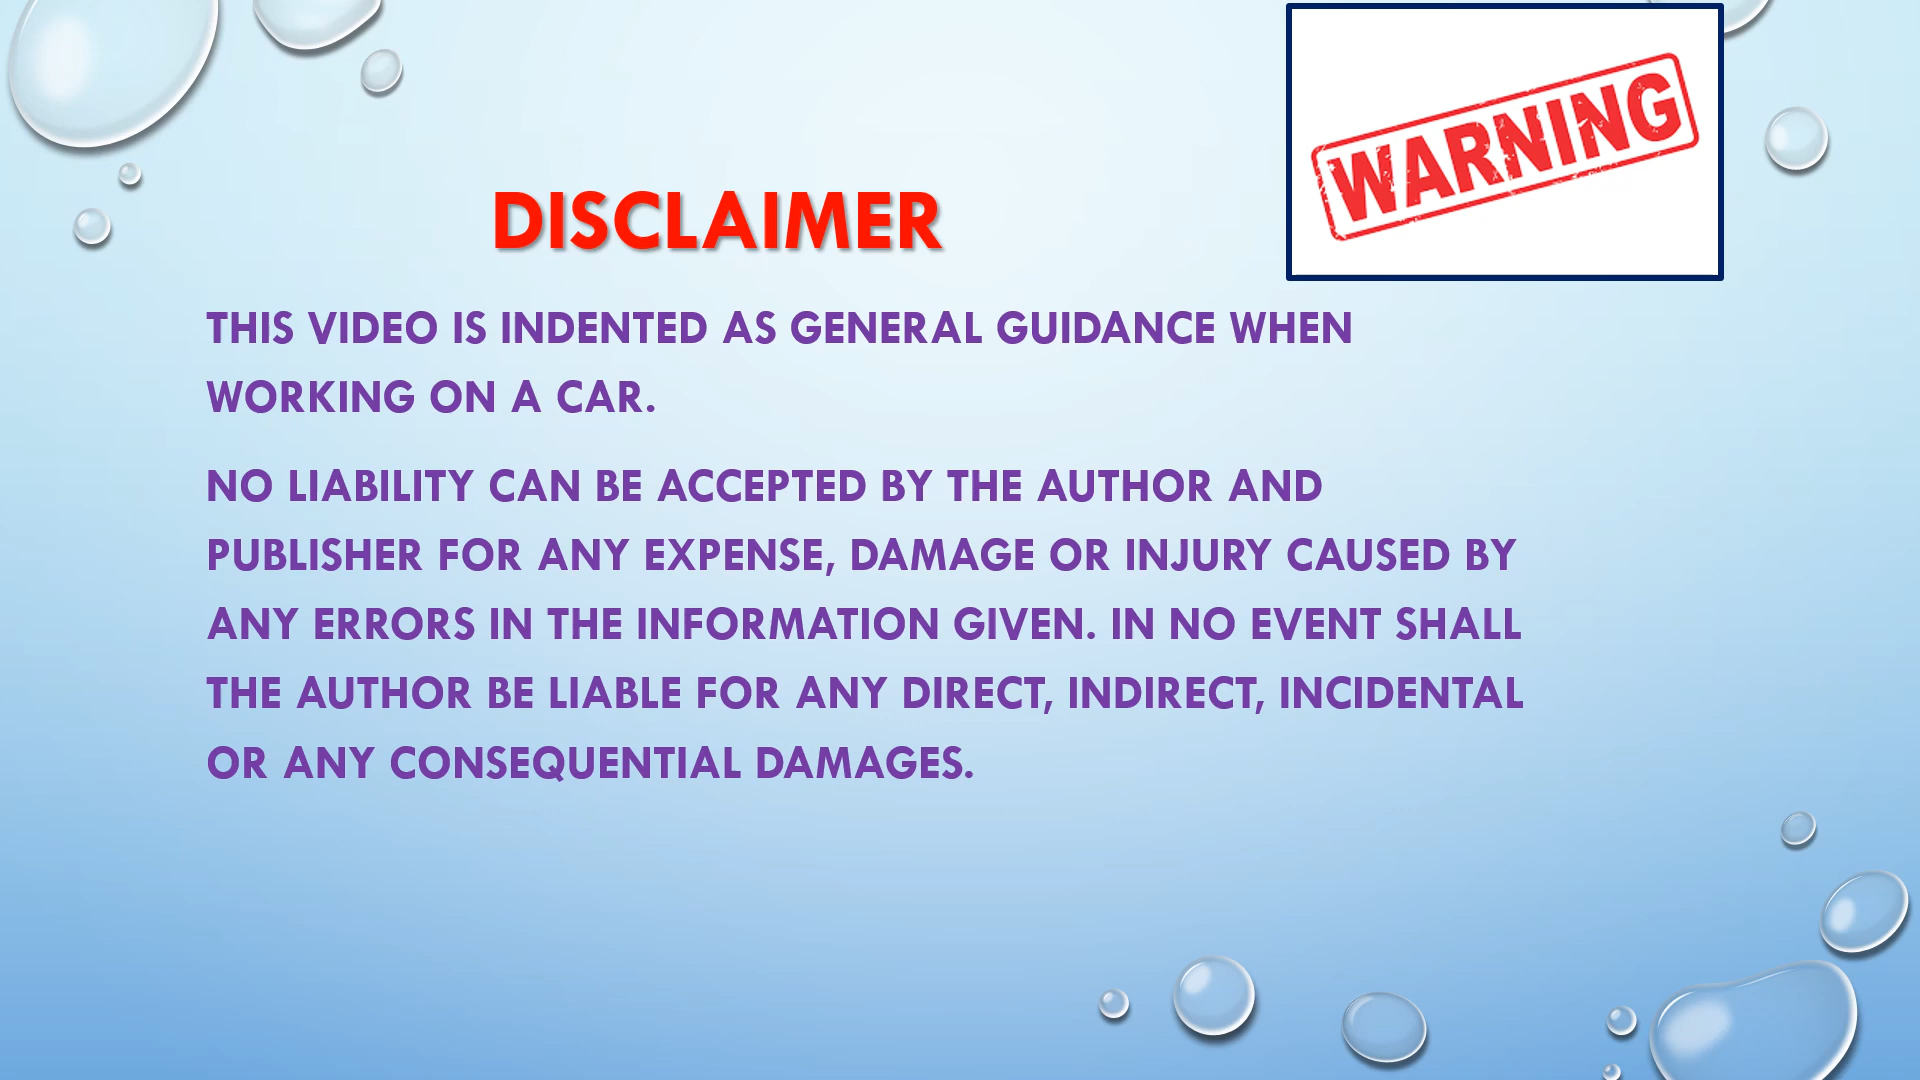 WARNING
DISCLAIMER
THIS VIDEO IS INDENTED AS GENERAL GUIDANCE WHEN
WORKING ON A CAR.
NO LIABILITY CAN BE ACCEPTED BY THE AUTHOR AND
PUBLISHER FOR ANY EXPENSE, DAMAGE OR INJURY CAUSED BY
ANY ERRORS IN THE INFORMATION GIVEN. IN NO EVENT SHALL
THE AUTHOR BE LIABLE FOR ANY DIRECT, INDIRECT, INCIDENTAL
OR ANY CONSEQUENTIAL DAMAGES.